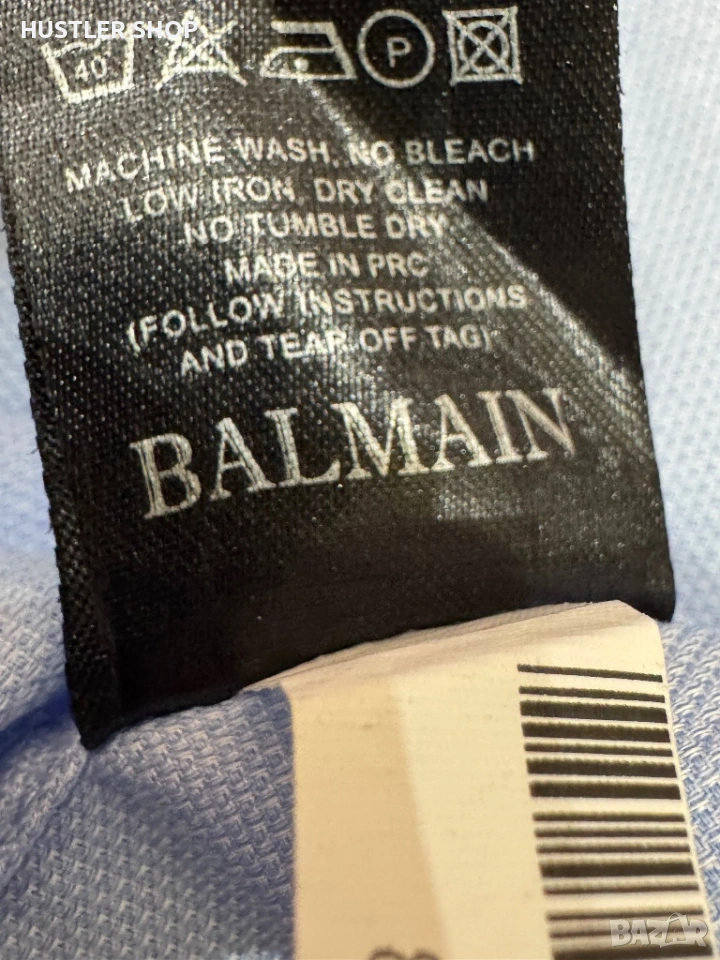 HUSTLER SHOP
40
P
MACHINE WASH, NO BLEACH
LOW IRON, DRY CLEAN
NO TUMBLE DRY
MADE IN PRC
(FOLLOW INSTRUCTIONS
AND TEAR OFF TAG)
BALMAIN
BAZAR